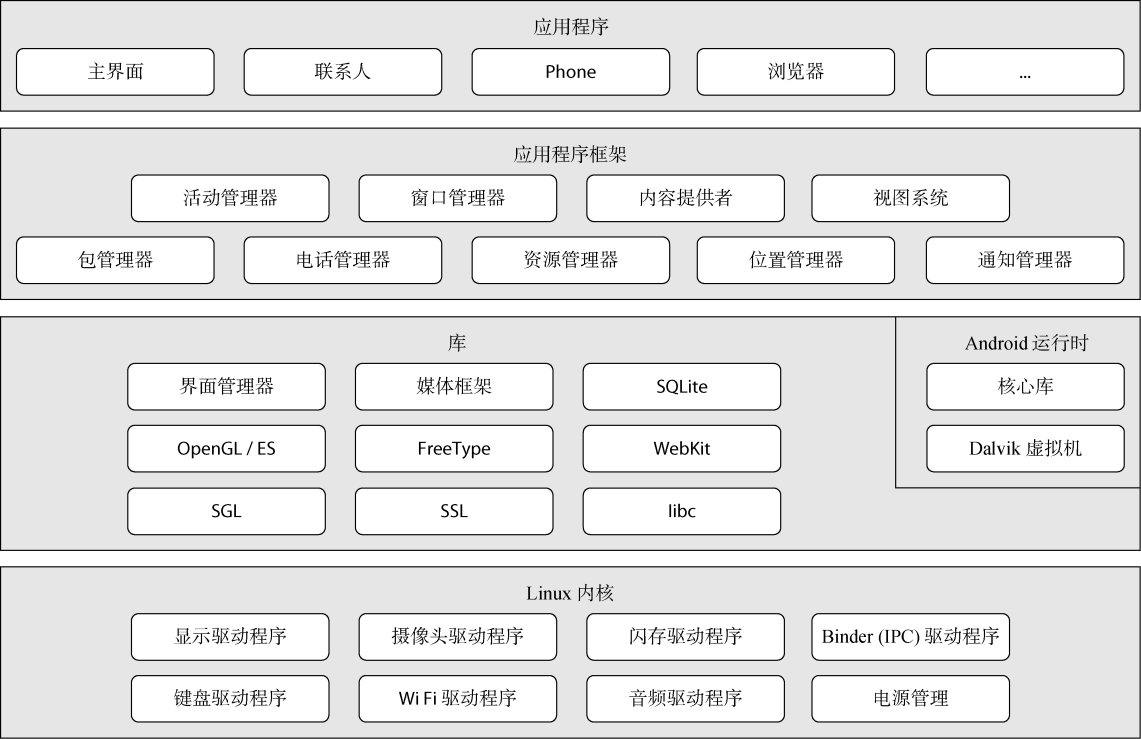 应用程序
主界面 联系人 Phone 浏览器 ...
应用程序框架
活动管理器 窗口管理器 内容提供者 视图系统
包管理器 电话管理器 资源管理器 位置管理器 通知管理器
库
界面管理器 媒体框架 SQLite
OpenGL / ES FreeType WebKit
SGL SSL libc
Android 运行时
核心库
Dalvik 虚拟机
Linux 内核
显示驱动程序 摄像头驱动程序 闪存驱动程序 Binder (IPC) 驱动程序
键盘驱动程序 Wi Fi 驱动程序 音频驱动程序 电源管理